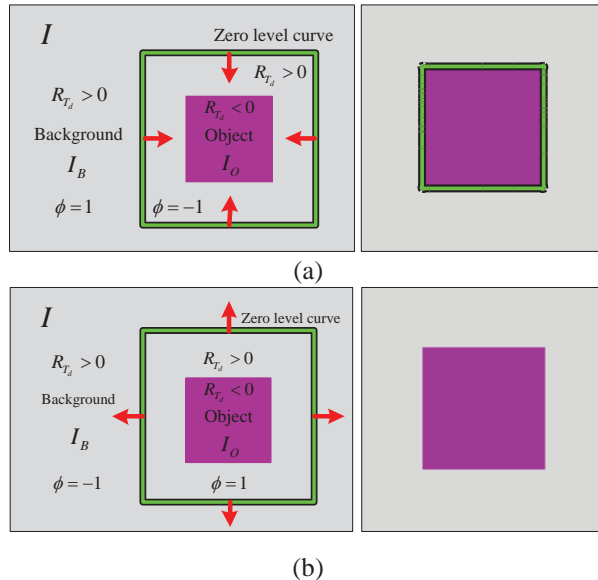 I
Zero level curve
R_{T_d} > 0
R_{T_d} > 0
R_{T_d} < 0
Background
Object
I_B
I_O
ϕ = 1
ϕ = −1
(a)
I
Zero level curve
R_{T_d} > 0
R_{T_d} > 0
R_{T_d} < 0
Background
Object
I_B
I_O
ϕ = −1
ϕ = 1
(b)